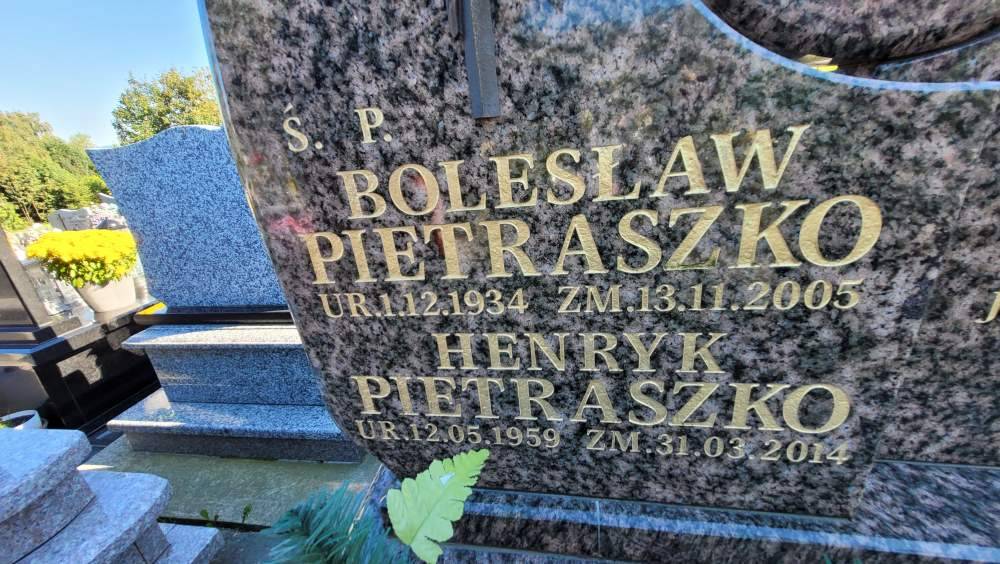 Ś. P.
BOLESŁAW
PIETRASZKO
UR.1.12.1934 ZM.13.11.2005
HENRYK
PIETRASZKO
UR.12.05.1959 ZM.31.03.2014